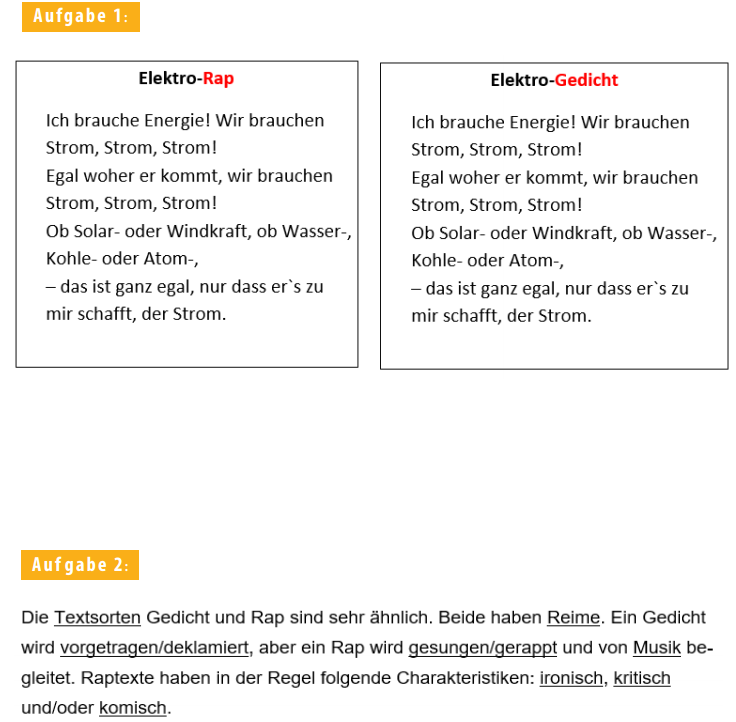 Aufgabe 1:
Elektro-Rap
Ich brauche Energie! Wir brauchen
Strom, Strom, Strom!
Egal woher er kommt, wir brauchen
Strom, Strom, Strom!
Ob Solar- oder Windkraft, ob Wasser-,
Kohle- oder Atom-,
– das ist ganz egal, nur dass er`s zu
mir schafft, der Strom.
Elektro-Gedicht
Ich brauche Energie! Wir brauchen
Strom, Strom, Strom!
Egal woher er kommt, wir brauchen
Strom, Strom, Strom!
Ob Solar- oder Windkraft, ob Wasser-,
Kohle- oder Atom-,
– das ist ganz egal, nur dass er`s zu
mir schafft, der Strom.
Aufgabe 2:
Die Textsorten Gedicht und Rap sind sehr ähnlich. Beide haben Reime. Ein Gedicht
wird vorgetragen/deklamiert, aber ein Rap wird gesungen/gerappt und von Musik be-
gleitet. Raptexte haben in der Regel folgende Charakteristiken: ironisch, kritisch
und/oder komisch.